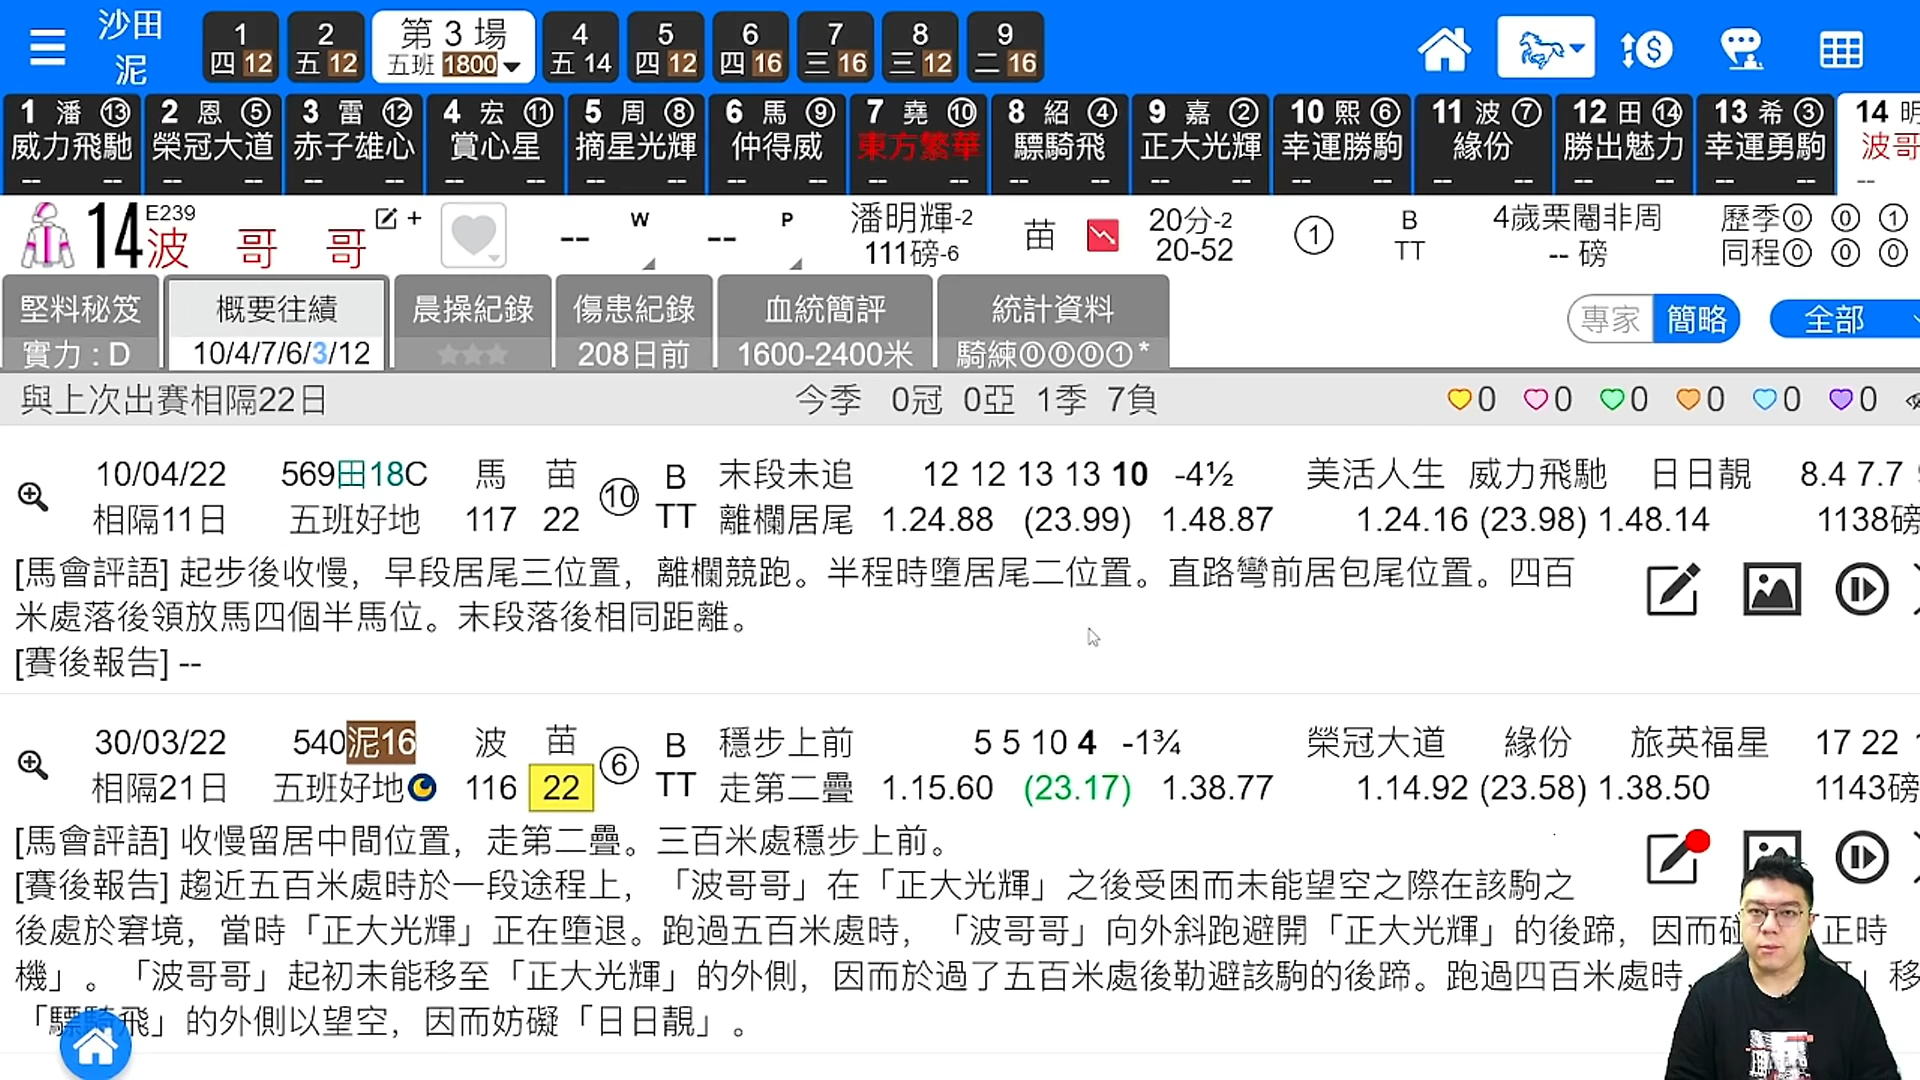 沙田 泥
1 四 12
2 五 12
第 3 場 五班 1800
4 五 14
5 四 12
6 四 16
7 三 16
8 三 12
9 二 16
1 潘 ⑬ 威力飛馳 -- --
2 恩 ⑤ 榮冠大道 -- --
3 雷 ⑫ 赤子雄心 -- --
4 宏 ⑪ 賞心星 -- --
5 周 ⑧ 摘星光輝 -- --
6 馬 ⑨ 仲得威 -- --
7 堯 ⑩ 東方繁華 -- --
8 紹 ④ 驃騎飛 -- --
9 嘉 ② 正大光輝 -- --
10 熙 ⑥ 幸運勝駒 -- --
11 波 ⑦ 緣份 -- --
12 田 ⑭ 勝出魅力 -- --
13 希 ③ 幸運勇駒 -- --
14 明 波哥 --
14 E239 波哥哥 + -- W -- P 潘明輝-2 111磅-6 苗 20分-2 20-52 ① B TT 4歲栗閹非周 -- 磅 歷季⓪ ⓪ ① 同程⓪ ⓪ ⓪
堅料秘笈 實力 : D
概要往績 10/4/7/6/3/12
晨操紀錄 ★★★
傷患紀錄 208日前
血統簡評 1600-2400米
統計資料 騎練⓪⓪⓪① *
專家 簡略 全部
與上次出賽相隔22日 今季 0冠 0亞 1季 7負 0 0 0 0 0 0
10/04/22 569田18C 馬 苗 ⑩ B 末段未追 12 12 13 13 10 -4½ 美活人生 威力飛馳 日日靚 8.4 7.7
相隔11日 五班好地 117 22 TT 離欄居尾 1.24.88 (23.99) 1.48.87 1.24.16 (23.98) 1.48.14 1138磅
[馬會評語] 起步後收慢，早段居尾三位置，離欄競跑。半程時墮居尾二位置。直路彎前居包尾位置。四百
米處落後領放馬四個半馬位。末段落後相同距離。
[賽後報告] --
30/03/22 540泥16 波 苗 ⑥ B 穩步上前 5 5 10 4 -1¾ 榮冠大道 緣份 旅英福星 17 22
相隔21日 五班好地 116 22 TT 走第二疊 1.15.60 (23.17) 1.38.77 1.14.92 (23.58) 1.38.50 1143磅
[馬會評語] 收慢留居中間位置，走第二疊。三百米處穩步上前。
[賽後報告] 趨近五百米處時於一段途程上，「波哥哥」在「正大光輝」之後受困而未能望空之際在該駒之
後處於窘境，當時「正大光輝」正在墮退。跑過五百米處時，「波哥哥」向外斜跑避開「正大光輝」的後蹄，因而碰 正時
機」。「波哥哥」起初未能移至「正大光輝」的外側，因而於過了五百米處後勒避該駒的後蹄。跑過四百米處時， 移
「驃騎飛」的外側以望空，因而妨礙「日日靚」。